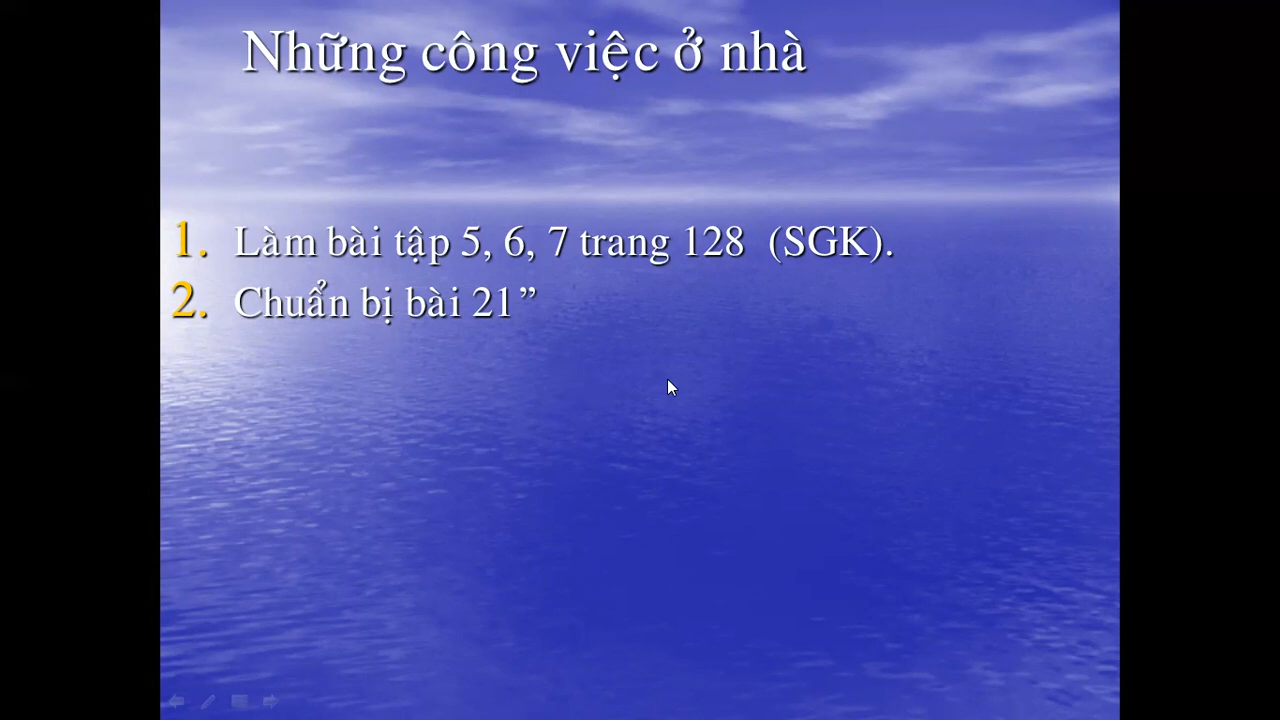 Những công việc ở nhà
1. Làm bài tập 5, 6, 7 trang 128 (SGK).
2. Chuẩn bị bài 21”